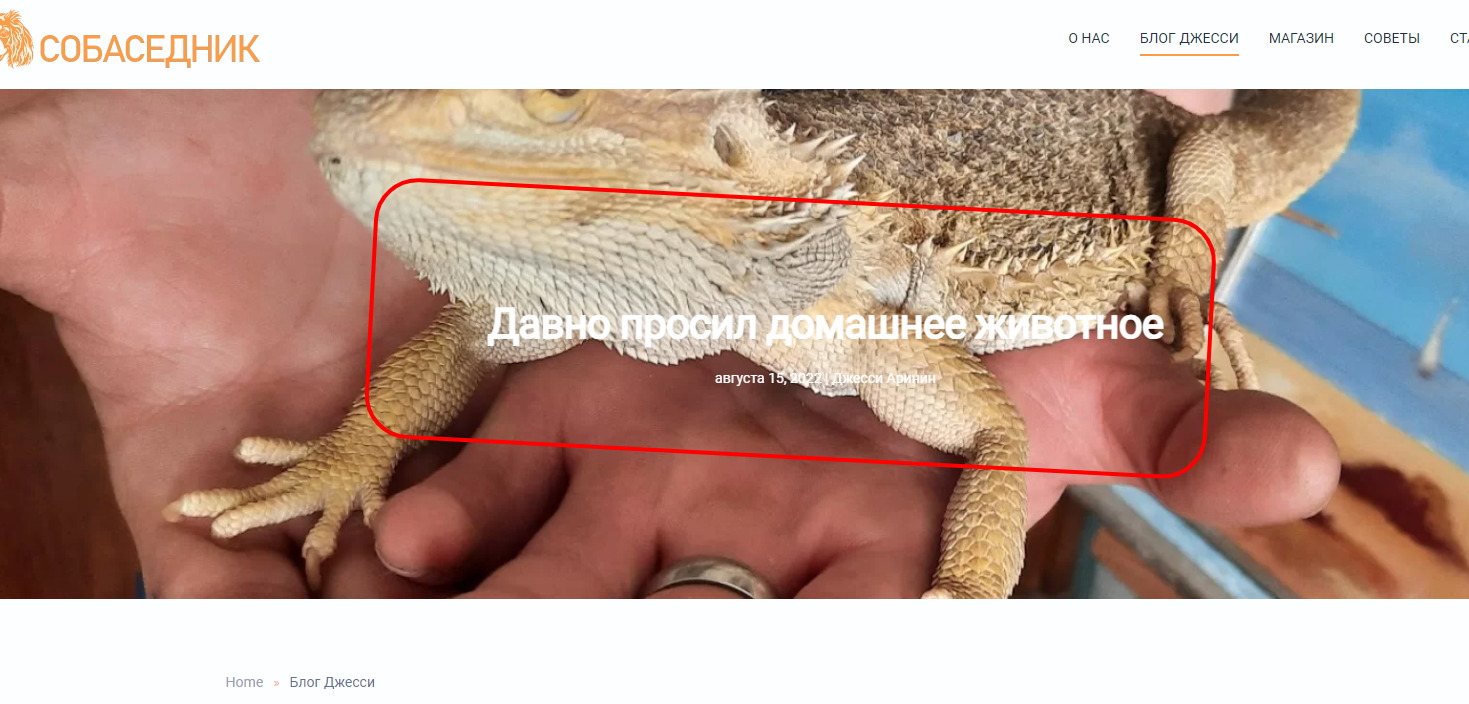 СОБАСЕДНИК
О НАС БЛОГ ДЖЕССИ МАГАЗИН СОВЕТЫ СТА
Давно просил домашнее животное
августа 15, 2022 | Джесси Аринин
Home » Блог Джесси